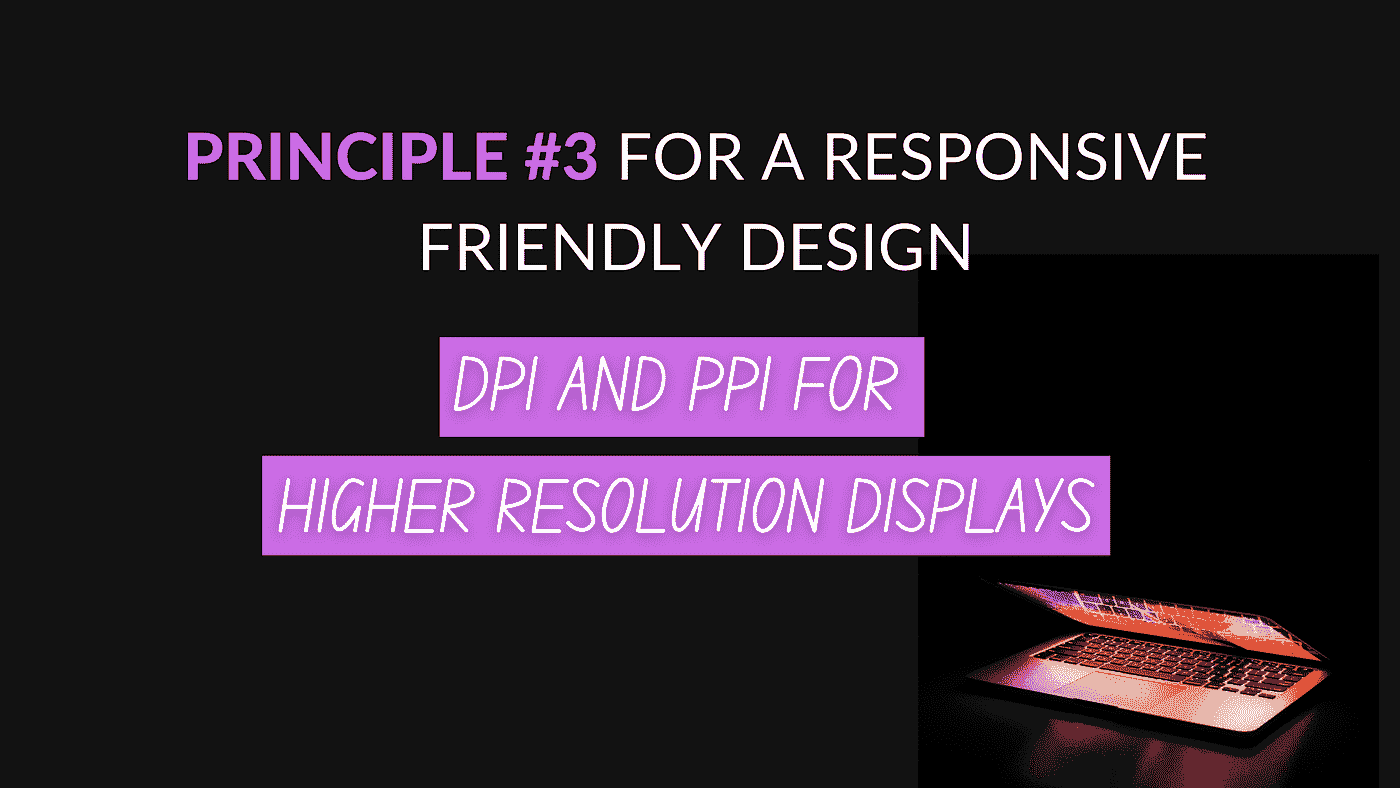 PRINCIPLE #3 FOR A RESPONSIVE
FRIENDLY DESIGN
DPI AND PPI FOR
HIGHER RESOLUTION DISPLAYS